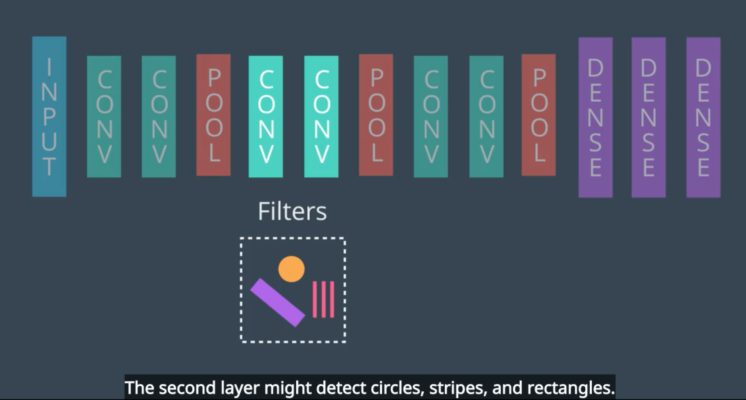 INPUT
CONV
CONV
POOL
CONV
CONV
POOL
CONV
CONV
POOL
DENSE
DENSE
DENSE
Filters
The second layer might detect circles, stripes, and rectangles.